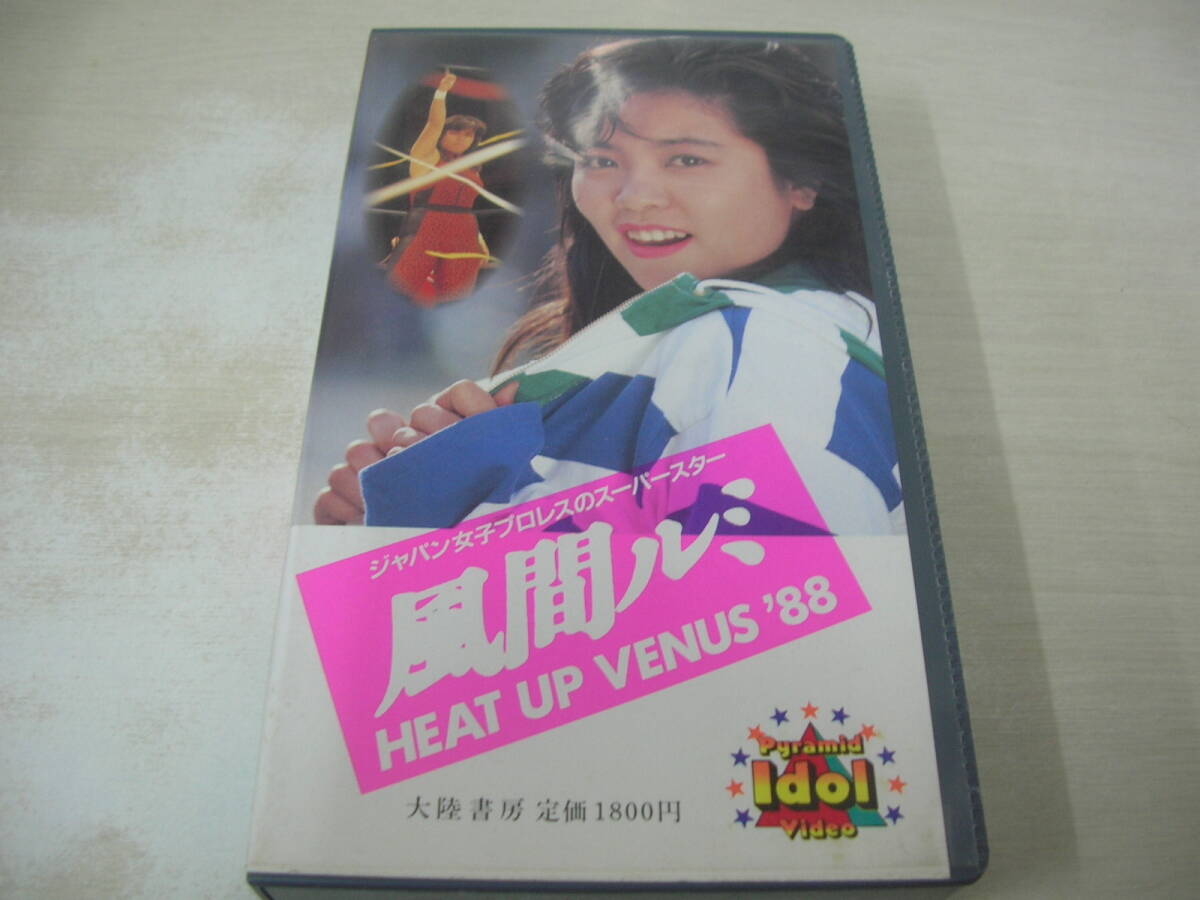 ジャパン女子プロレスのスーパースター
風間ルミ
HEAT UP VENUS '88
大陸書房 定価1800円
Pyramid
Idol
Video